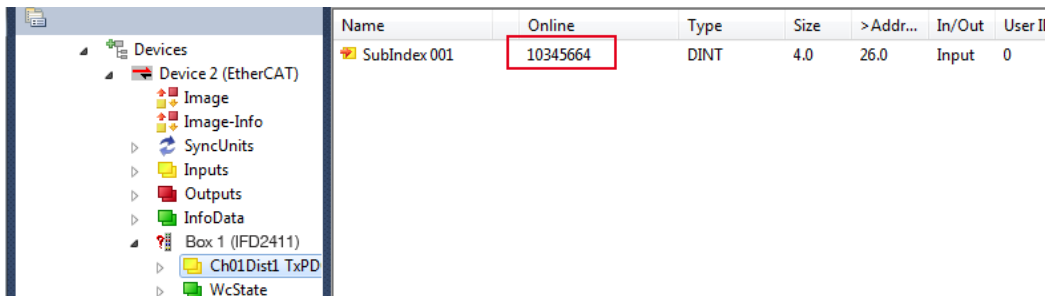 Name Online Type Size >Addr... In/Out User I
Devices
SubIndex 001 10345664 DINT 4.0 26.0 Input 0
Device 2 (EtherCAT)
Image
Image-Info
SyncUnits
Inputs
Outputs
InfoData
Box 1 (IFD2411)
Ch01Dist1 TxPD
WcState